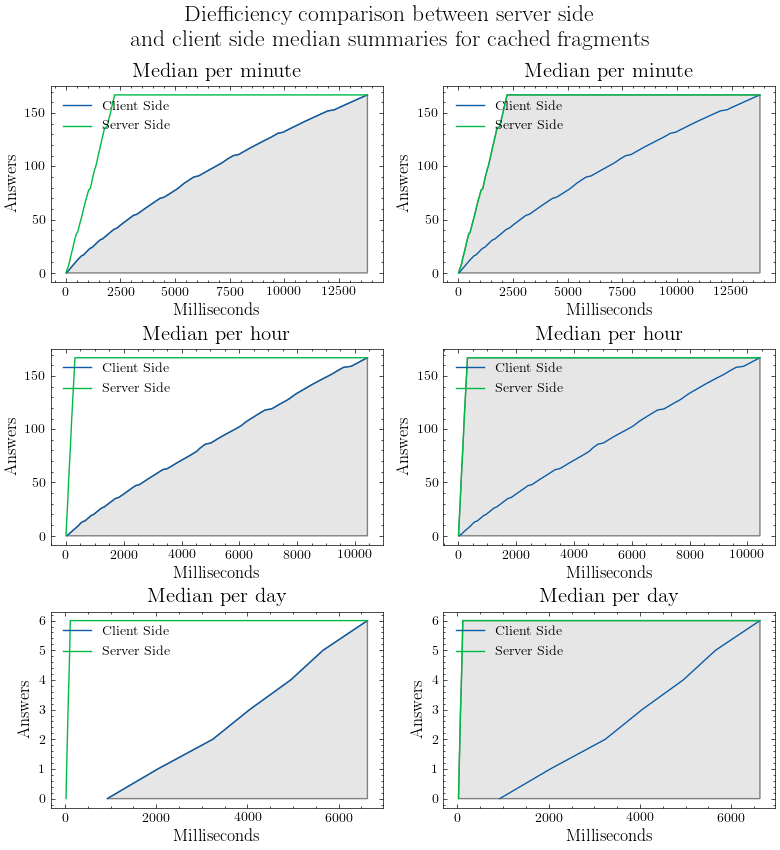 Diefficiency comparison between server side
and client side median summaries for cached fragments
Median per minute
Client Side
Server Side
Answers
0
50
100
150
0
2500
5000
7500
10000
12500
Milliseconds
Median per minute
Client Side
Server Side
Answers
0
50
100
150
0
2500
5000
7500
10000
12500
Milliseconds
Median per hour
Client Side
Server Side
Answers
0
50
100
150
0
2000
4000
6000
8000
10000
Milliseconds
Median per hour
Client Side
Server Side
Answers
0
50
100
150
0
2000
4000
6000
8000
10000
Milliseconds
Median per day
Client Side
Server Side
Answers
0
1
2
3
4
5
6
0
2000
4000
6000
Milliseconds
Median per day
Client Side
Server Side
Answers
0
1
2
3
4
5
6
0
2000
4000
6000
Milliseconds